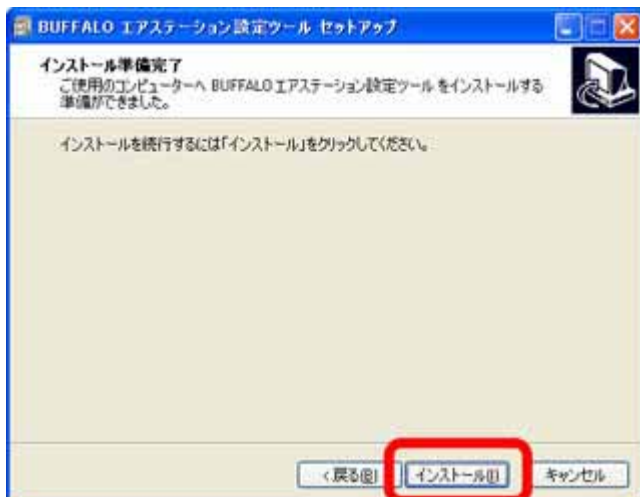 BUFFALO エアステーション設定ツール セットアップ
インストール準備完了
ご使用のコンピューターへ BUFFALO エアステーション設定ツール をインストールする
準備ができました。
インストールを続行するには「インストール」をクリックしてください。
< 戻る(B)
インストール(I)
キャンセル